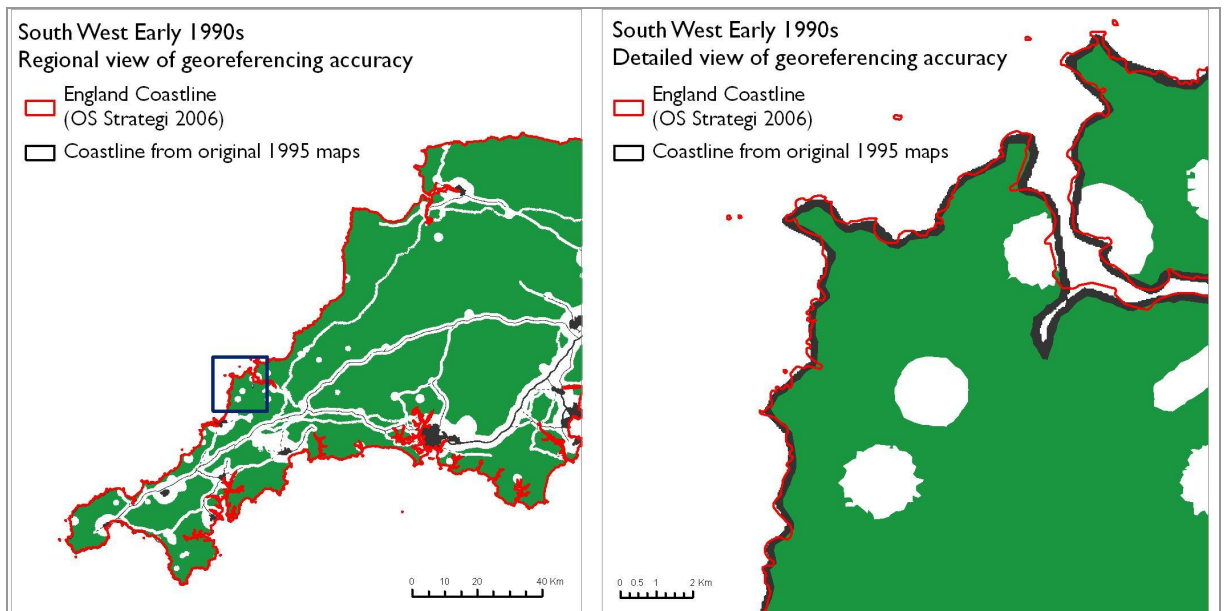 South West Early 1990s
Regional view of georeferencing accuracy
England Coastline
(OS Strategi 2006)
Coastline from original 1995 maps
0 10 20 40 Km
South West Early 1990s
Detailed view of georeferencing accuracy
England Coastline
(OS Strategi 2006)
Coastline from original 1995 maps
0 0.5 1 2 Km